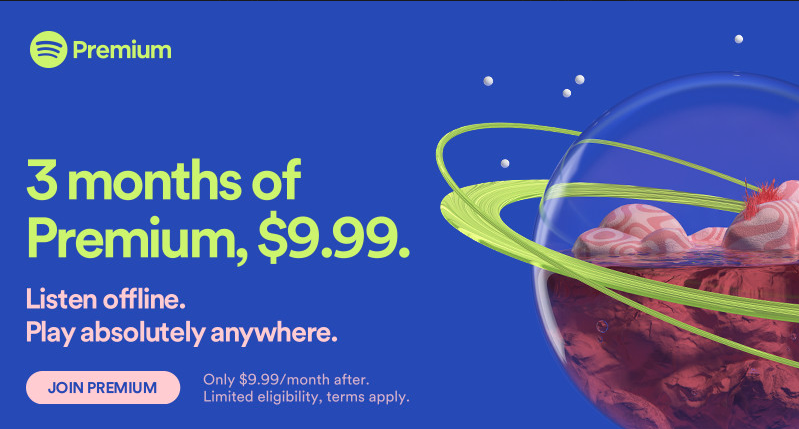 Premium
3 months of
Premium, $9.99.
Listen offline.
Play absolutely anywhere.
JOIN PREMIUM
Only $9.99/month after.
Limited eligibility, terms apply.